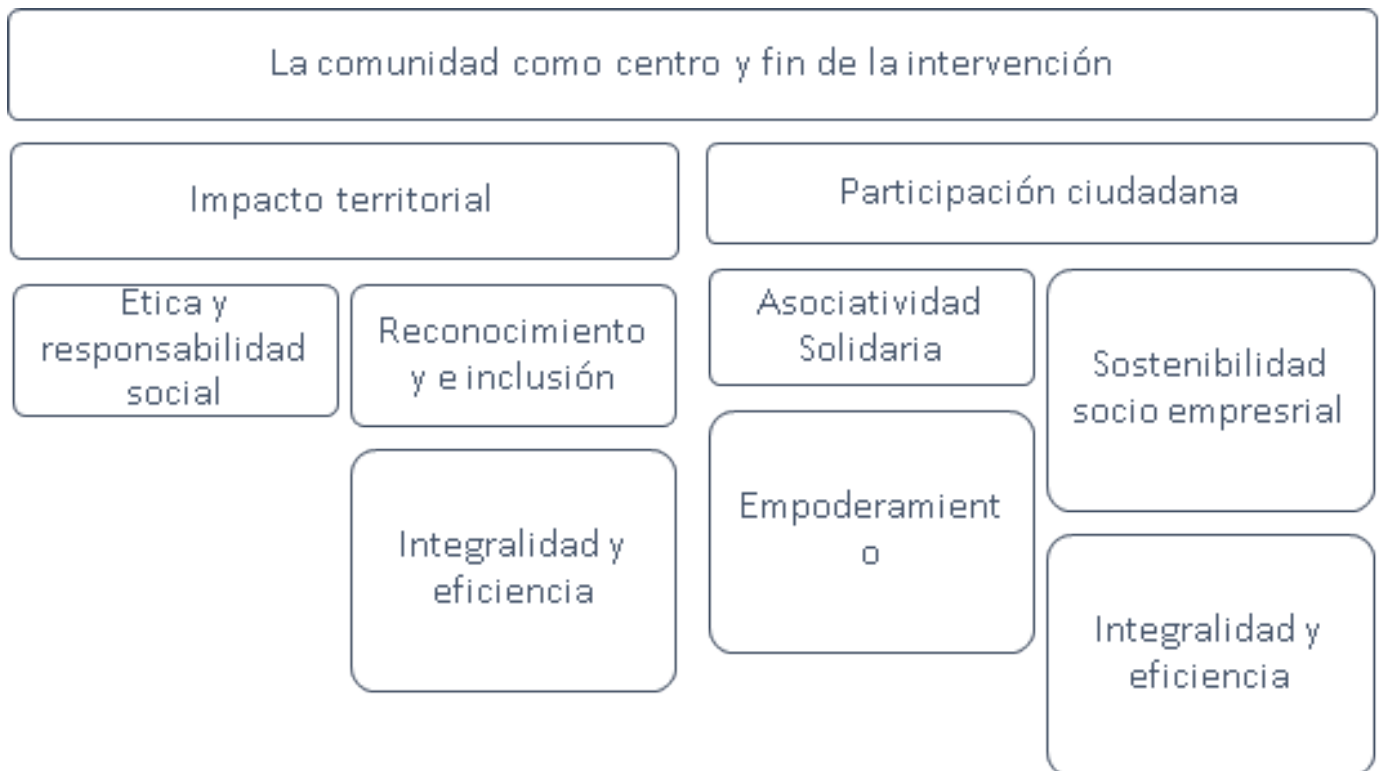 La comunidad como centro y fin de la intervención
Impacto territorial
Participación ciudadana
Etica y
responsabilidad
social
Reconocimiento
y e inclusión
Integralidad y
eficiencia
Asociatividad
Solidaria
Empoderamient
o
Sostenibilidad
socio empresrial
Integralidad y
eficiencia